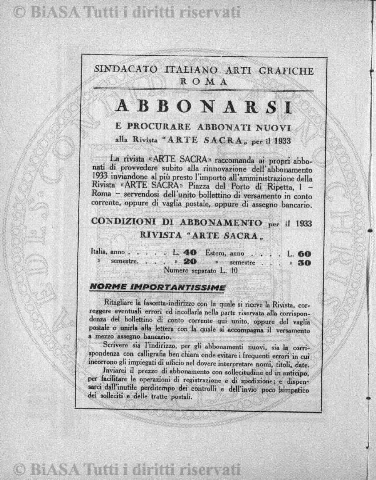 © BiASA Tutti i diritti riservati
SINDACATO ITALIANO ARTI GRAFICHE
ROMA
ABBONARSI
E PROCURARE ABBONATI NUOVI
alla Rivista "ARTE SACRA„ per il 1933
La rivista «ARTE SACRA» raccomanda ai propri abbo-
nati di provvedere subito alla rinnovazione dell'abbonamento
1933 inviandone al più presto l'importo all'amministrazione della
Rivista «ARTE SACRA» Piazza del Porto di Ripetta, 1 -
Roma - servendosi dell'unito bollettino di versamento in conto
corrente, oppure di vaglia postale, oppure di assegno bancario.
CONDIZIONI DI ABBONAMENTO per il 1933
RIVISTA "ARTE SACRA„
Italia, anno . . . . . L. 40 Estero, anno . . . . . L. 60
" semestre. . . . " 20 " semestre . . . . " 30
Numero separato L. 10
NORME IMPORTANTISSIME
Ritagliare la fascetta-indirizzo con la quale si riceve la Rivista, cor-
reggere eventuali errori ed incollarla nella parte riservata alla corrispon-
denza del bollettino di conto corrente qui unito, oppure del vaglia
postale o unirla alla lettera con la quale si accompagna il versamento
a mezzo assegno bancario.
Scrivere sia l'indirizzo, per gli abbonamenti nuovi, sia la corri-
spondenza con calligrafia ben chiara onde evitare i frequenti errori in cui
incorrono gli impiegati di ufficio nel dovere interpretare nomi, titoli, date.
Inviarci il prezzo di abbonamento con sollecitudine ed in anticipo,
per facilitare le operazioni di registrazione e di spedizione; e dispen-
sarci dall'inutile perditempo dei controlli e dell'invio poco simpatico
dei solleciti e delle tratte postali.
© BiASA Tutti i diritti riservati